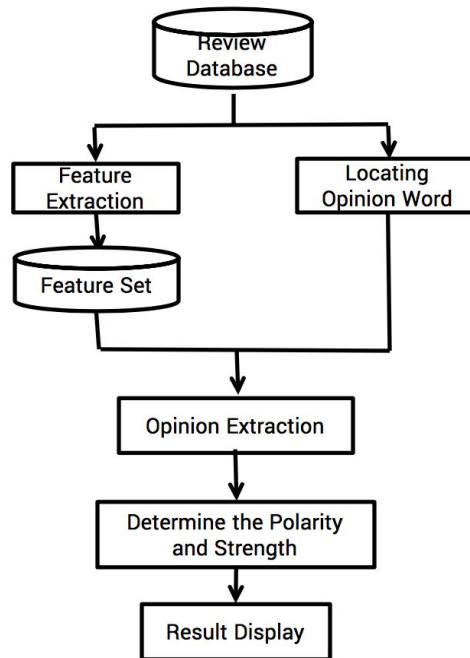 Review
Database
Feature
Extraction
Locating
Opinion Word
Feature Set
Opinion Extraction
Determine the Polarity
and Strength
Result Display